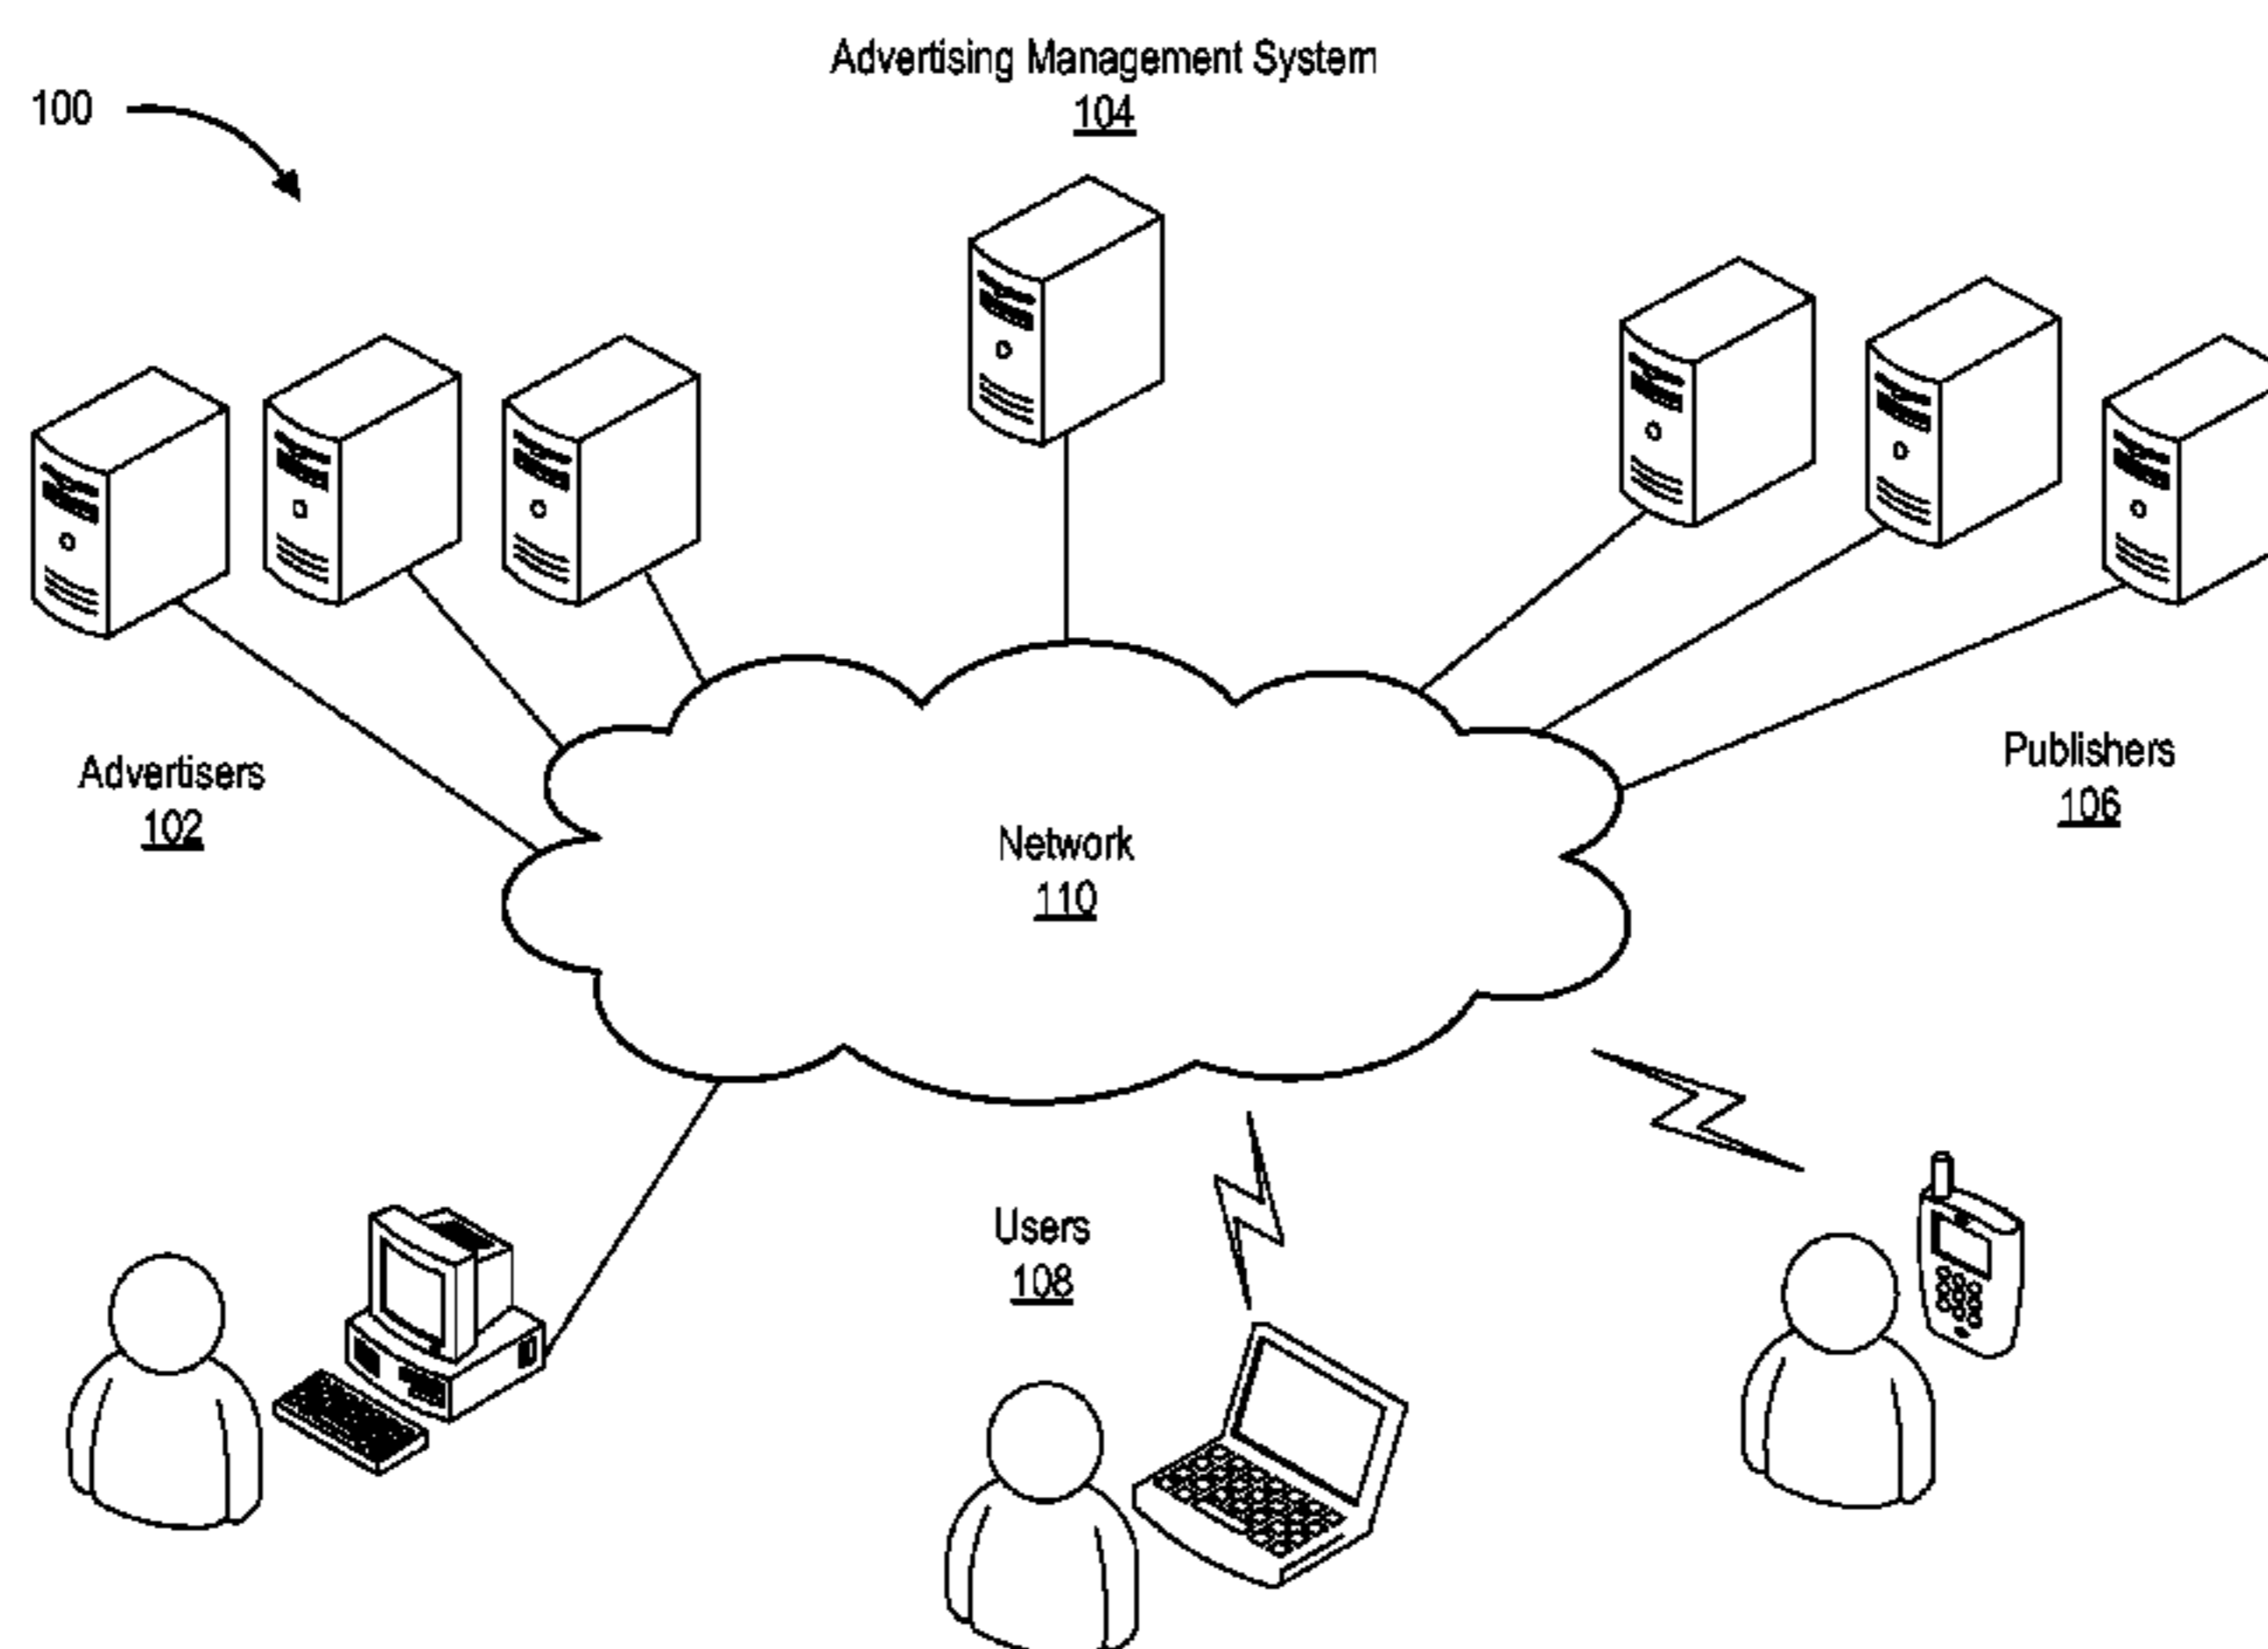 Advertising Management System
104
100
Advertisers
102
Publishers
106
Network
110
Users
108